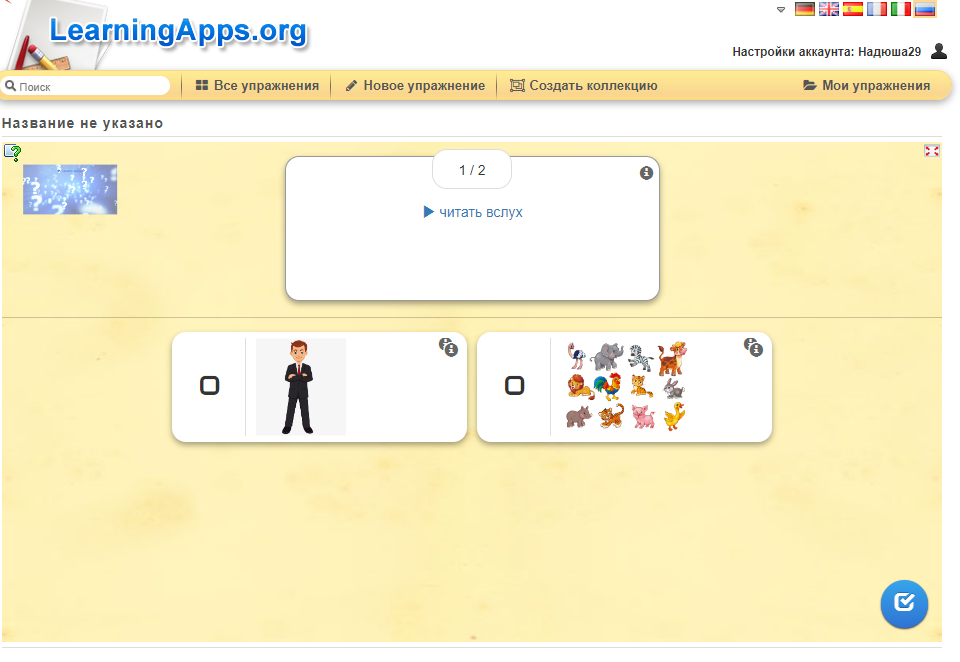 LearningApps.org
Настройки аккаунта: Надюша29
Поиск
Все упражнения
Новое упражнение
Создать коллекцию
Мои упражнения
Название не указано
1 / 2
читать вслух